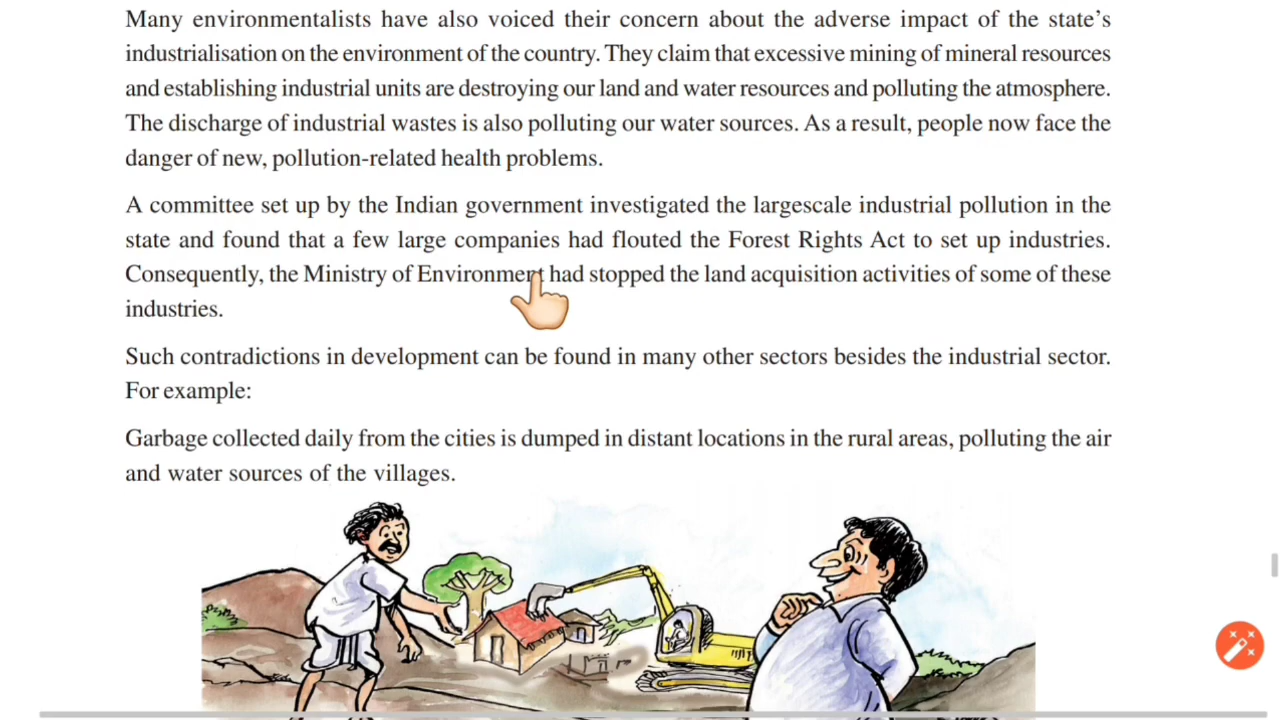 Many environmentalists have also voiced their concern about the adverse impact of the state’s
industrialisation on the environment of the country. They claim that excessive mining of mineral resources
and establishing industrial units are destroying our land and water resources and polluting the atmosphere.
The discharge of industrial wastes is also polluting our water sources. As a result, people now face the
danger of new, pollution-related health problems.
A committee set up by the Indian government investigated the largescale industrial pollution in the
state and found that a few large companies had flouted the Forest Rights Act to set up industries.
Consequently, the Ministry of Environment had stopped the land acquisition activities of some of these
industries.
Such contradictions in development can be found in many other sectors besides the industrial sector.
For example:
Garbage collected daily from the cities is dumped in distant locations in the rural areas, polluting the air
and water sources of the villages.